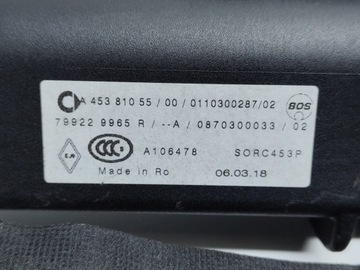 A 453 810 55 / 00 / 0110300287/02 BOS
79922 9965 R / --A / 0870300033 / 02
CCC S A106478 SORC453P
Made in Ro 06.03.18